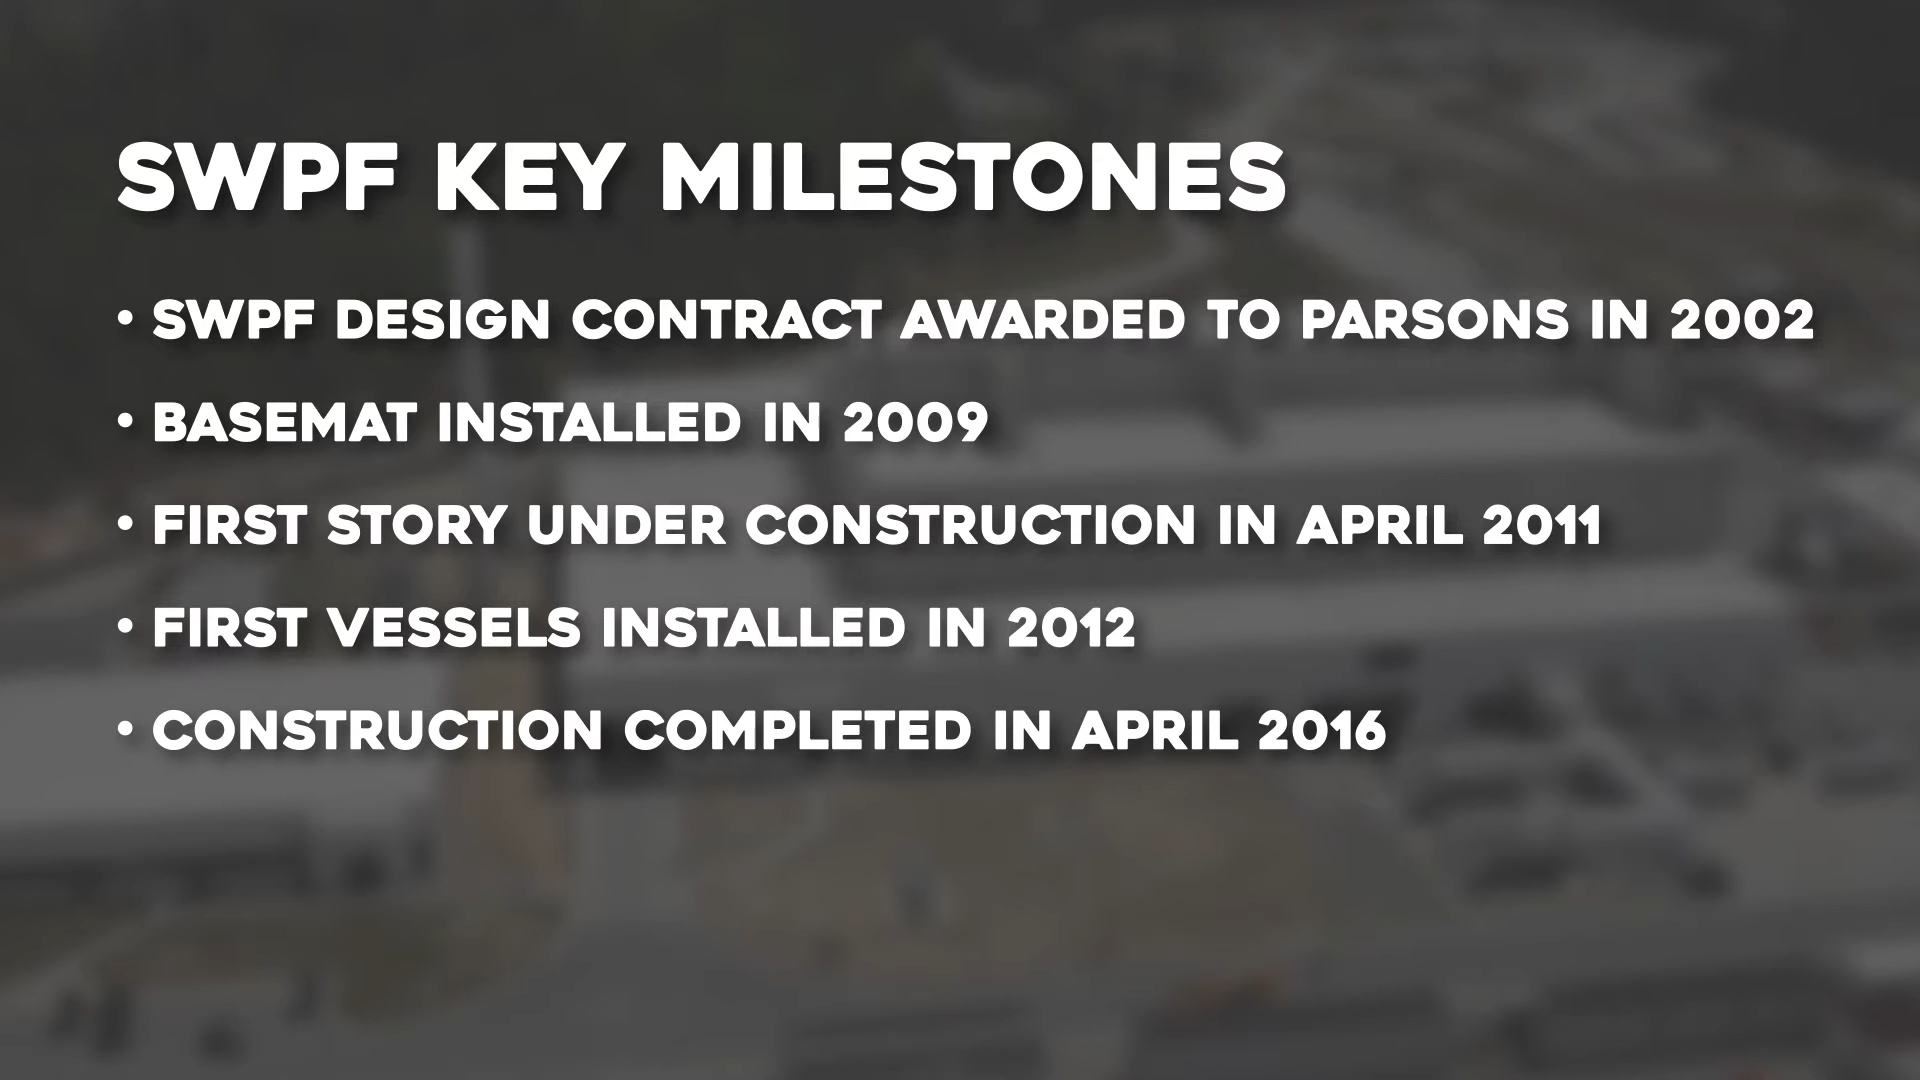 SWPF KEY MILESTONES
• SWPF DESIGN CONTRACT AWARDED TO PARSONS IN 2002
• BASEMAT INSTALLED IN 2009
• FIRST STORY UNDER CONSTRUCTION IN APRIL 2011
• FIRST VESSELS INSTALLED IN 2012
• CONSTRUCTION COMPLETED IN APRIL 2016